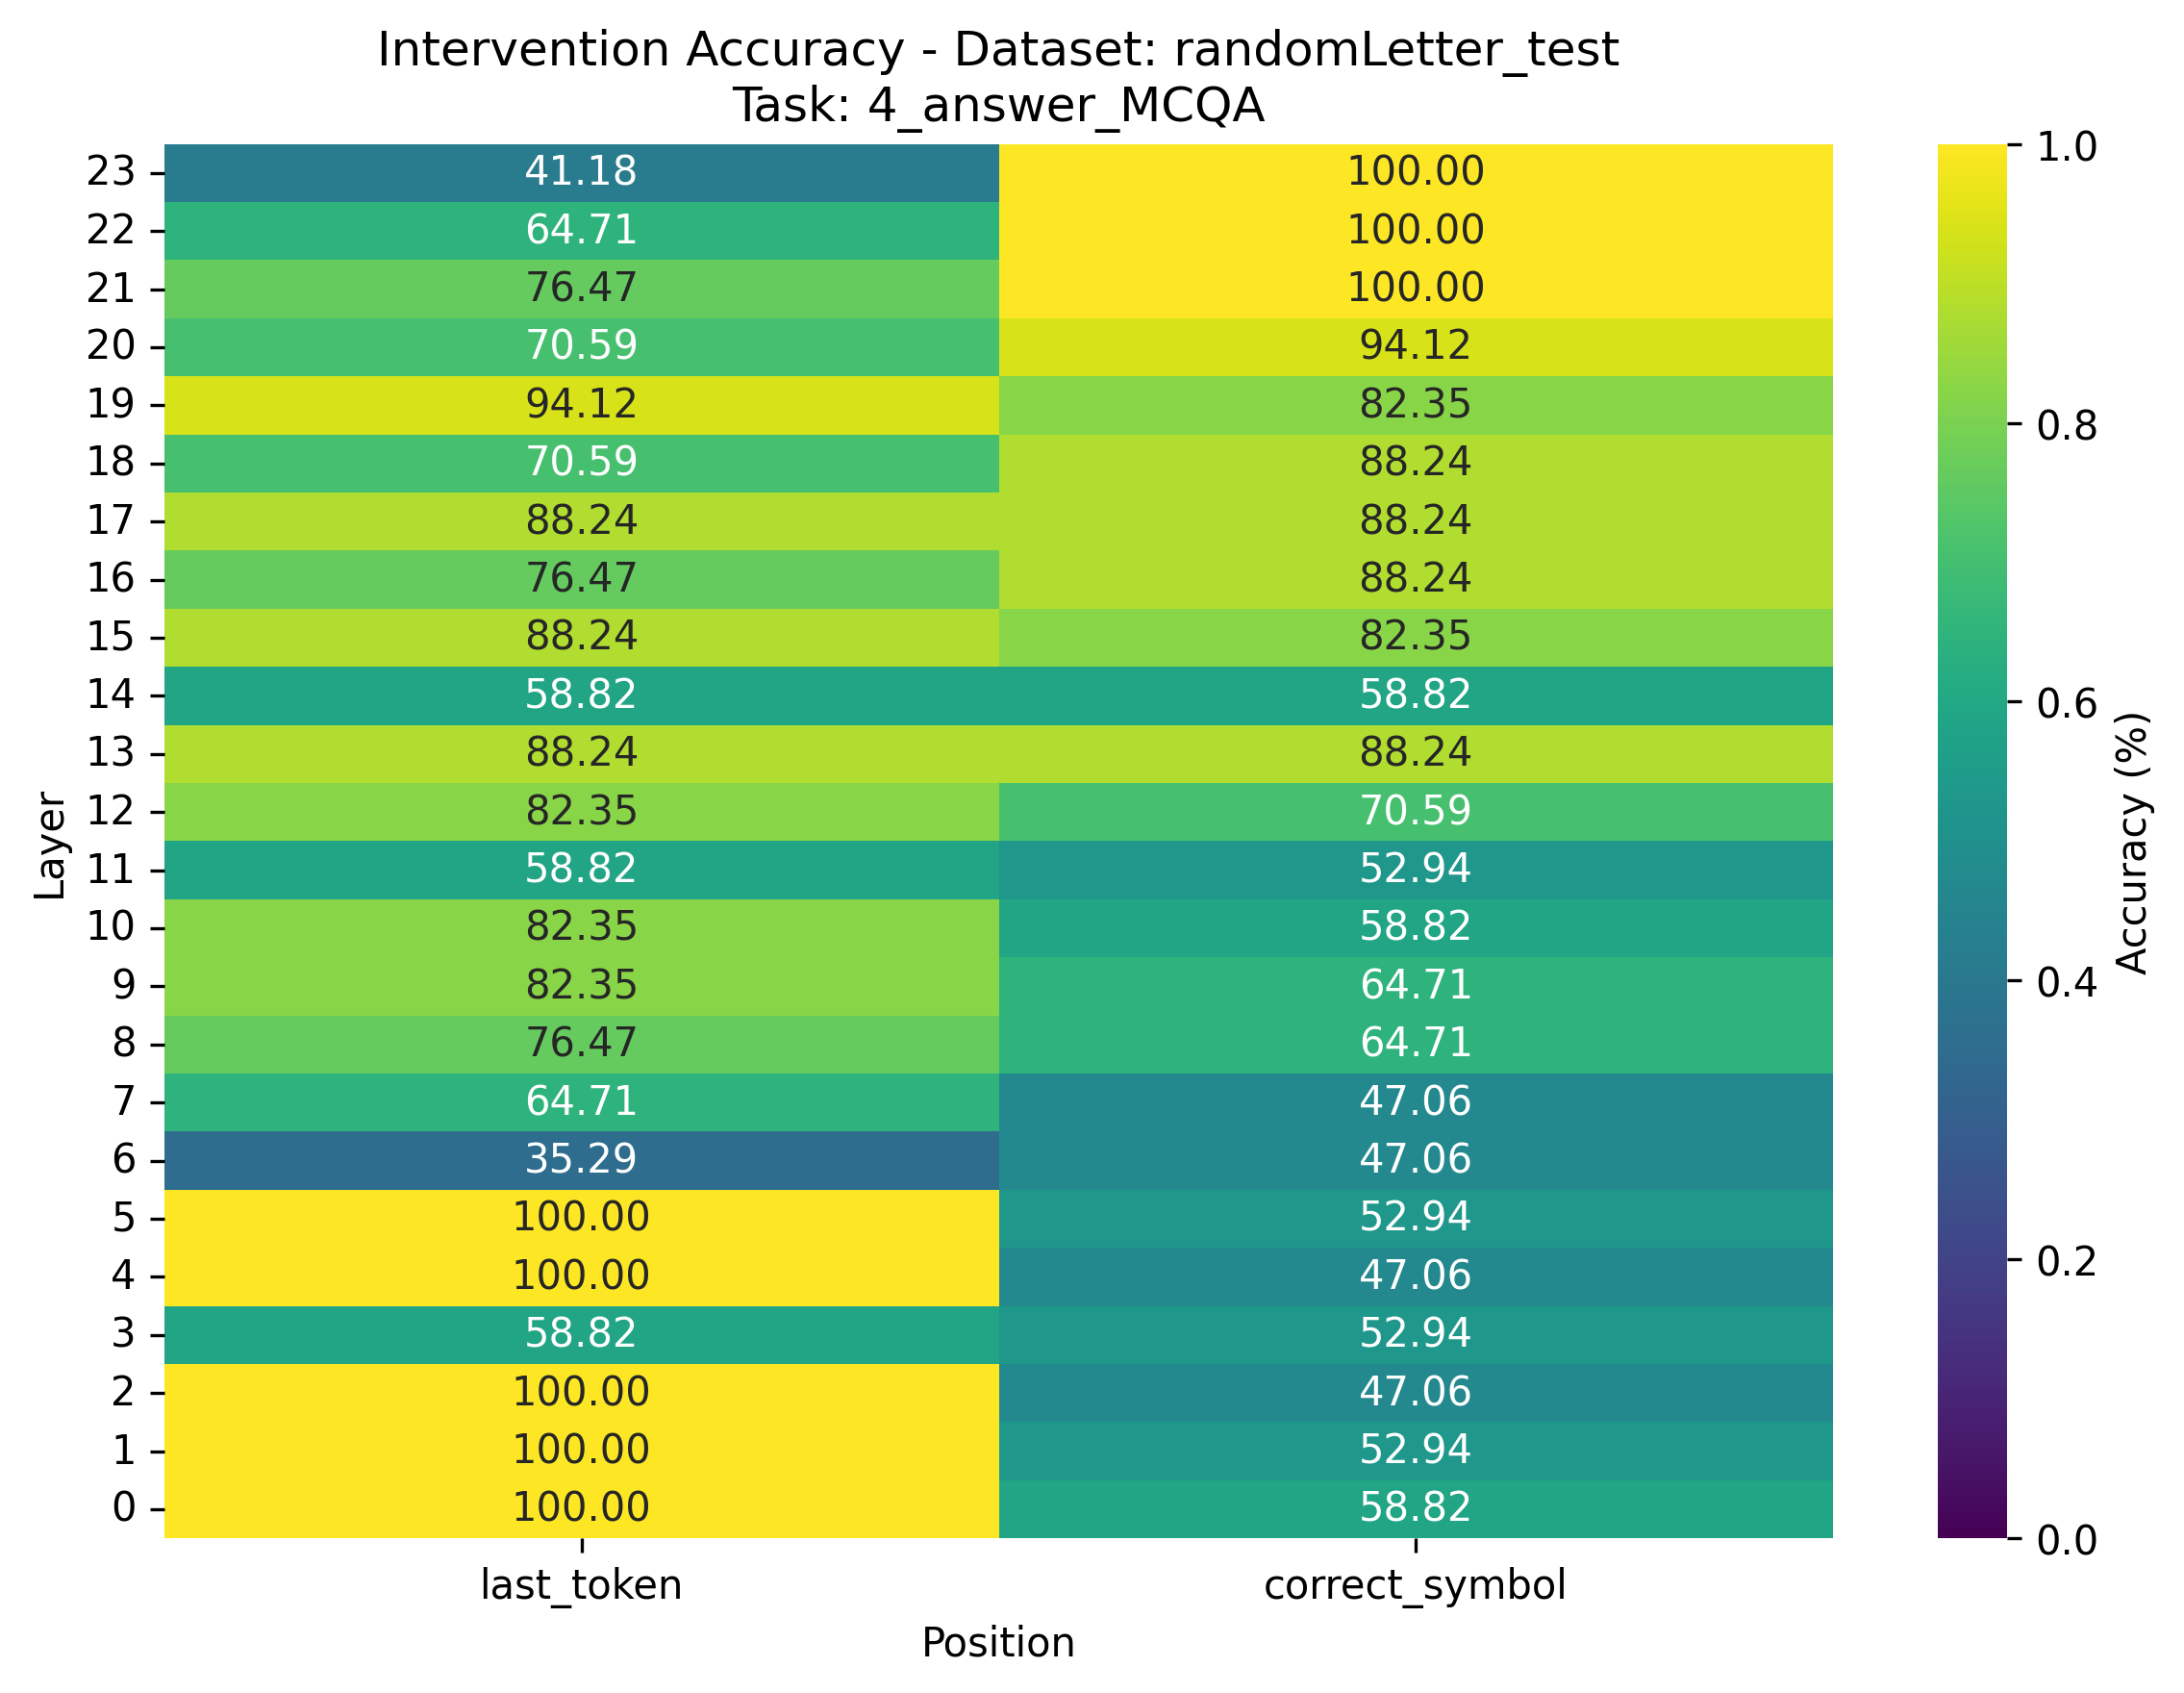 Intervention Accuracy - Dataset: randomLetter_test
Task: 4_answer_MCQA
23 41.18 100.00
22 64.71 100.00
21 76.47 100.00
20 70.59 94.12
19 94.12 82.35
18 70.59 88.24
17 88.24 88.24
16 76.47 88.24
15 88.24 82.35
14 58.82 58.82
13 88.24 88.24
12 82.35 70.59
11 58.82 52.94
10 82.35 58.82
9 82.35 64.71
8 76.47 64.71
7 64.71 47.06
6 35.29 47.06
5 100.00 52.94
4 100.00 47.06
3 58.82 52.94
2 100.00 47.06
1 100.00 52.94
0 100.00 58.82
last_token correct_symbol
Position
Layer
1.0
0.8
0.6
0.4
0.2
0.0
Accuracy (%)